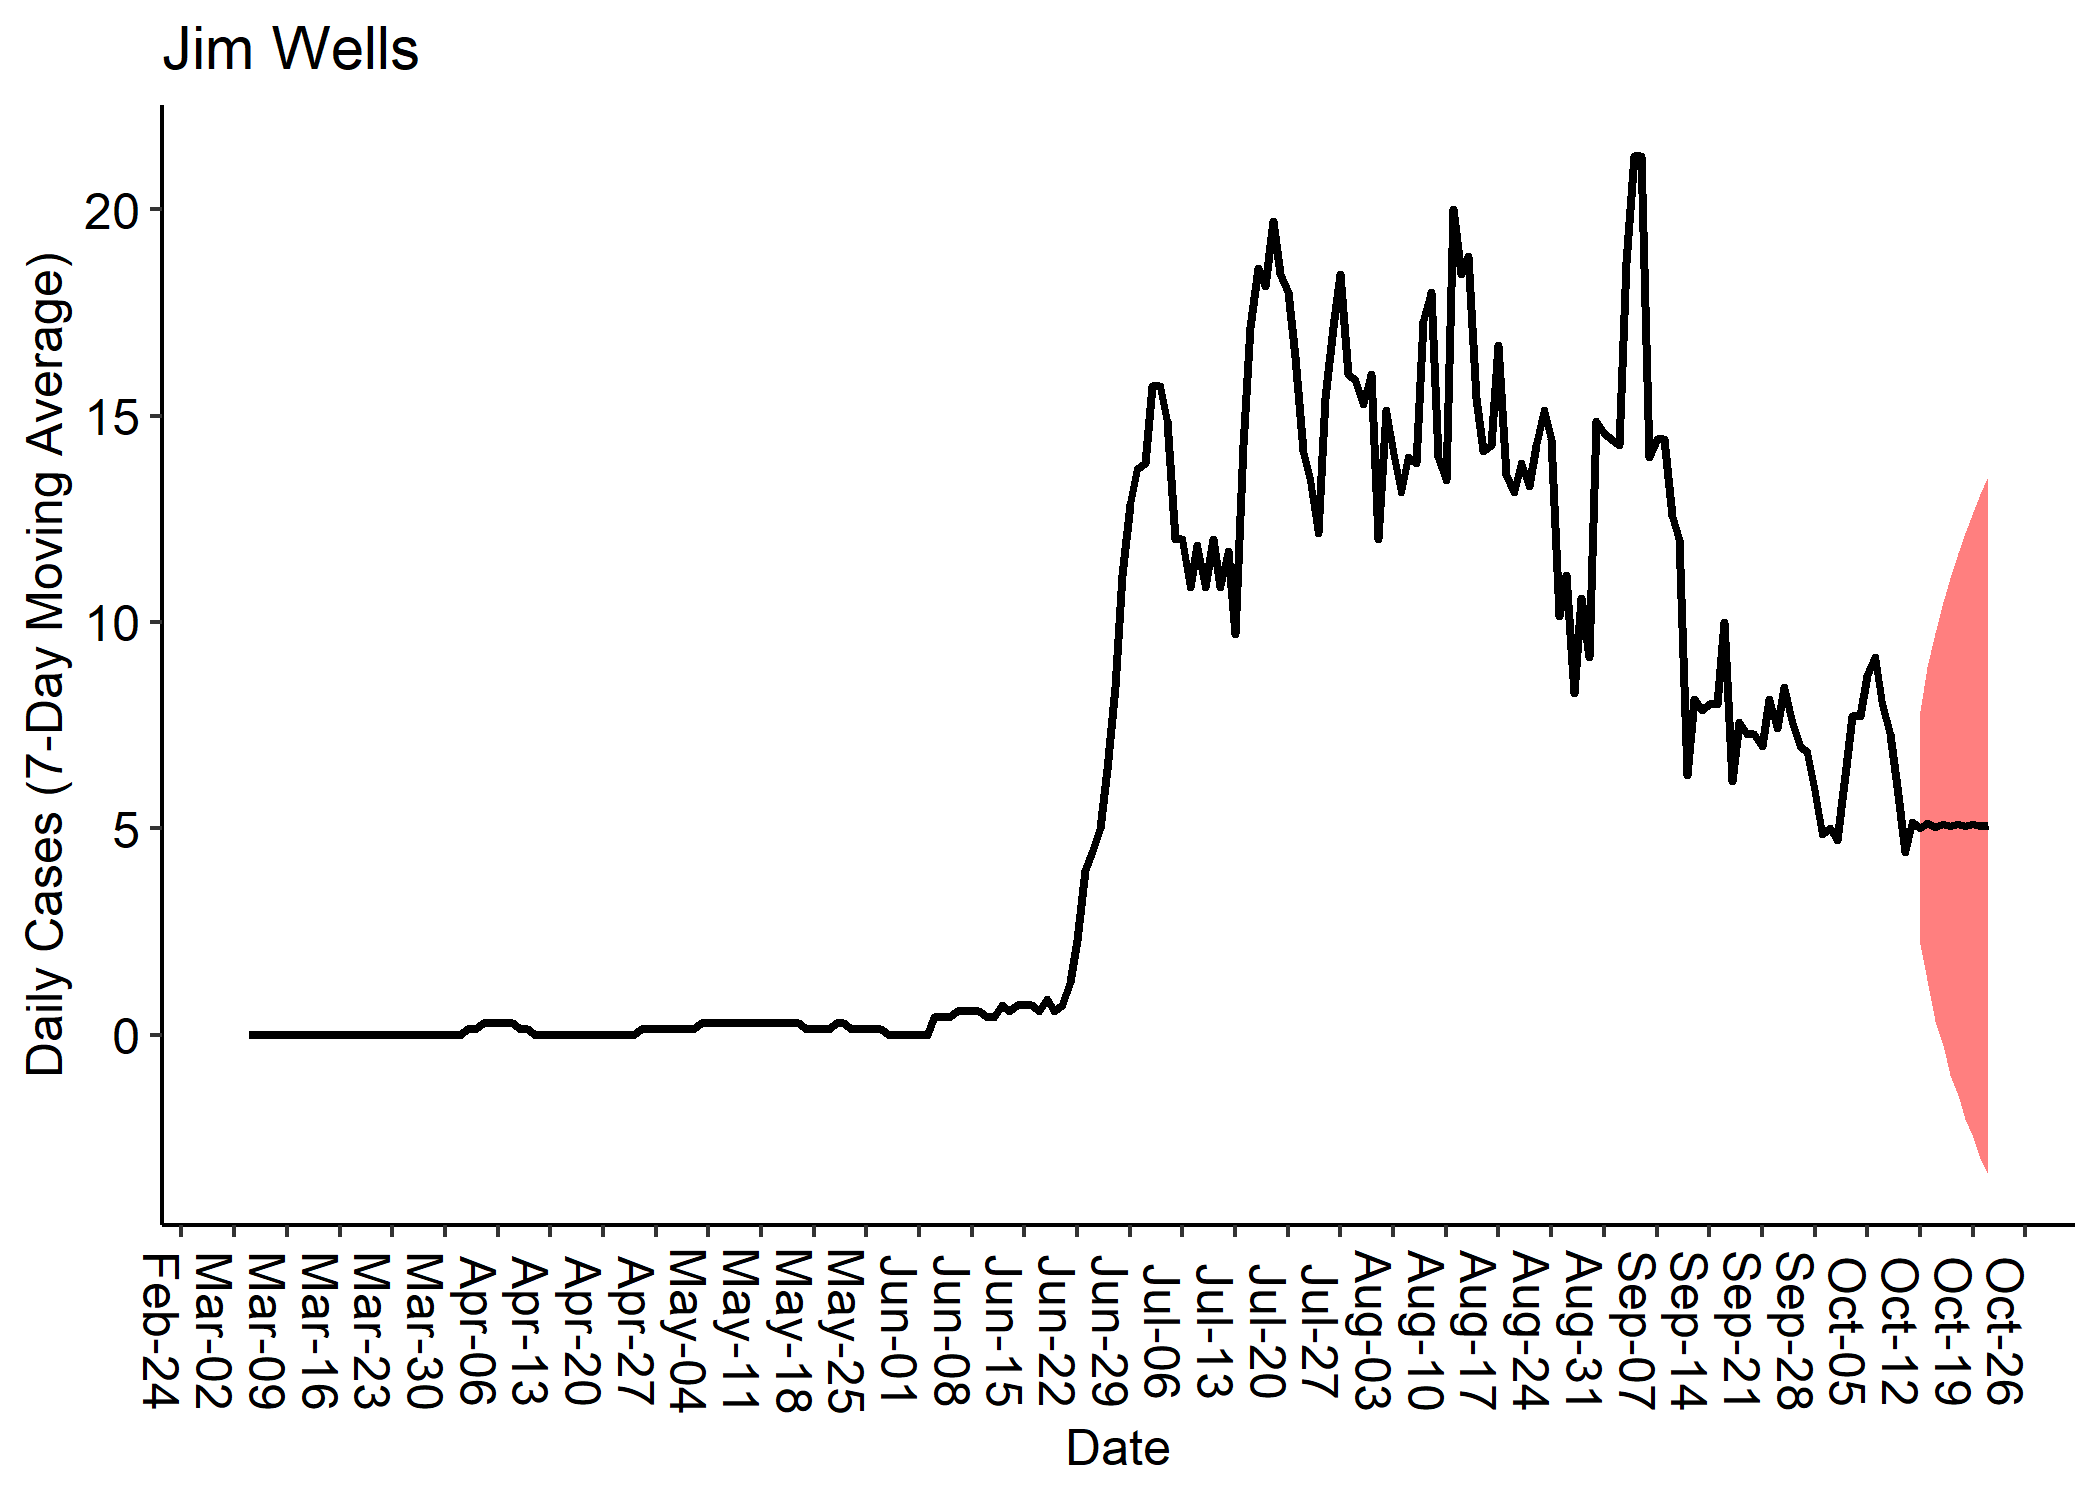 Jim Wells
Daily Cases (7-Day Moving Average)
20
15
10
5
0
Feb-24
Mar-02
Mar-09
Mar-16
Mar-23
Mar-30
Apr-06
Apr-13
Apr-20
Apr-27
May-04
May-11
May-18
May-25
Jun-01
Jun-08
Jun-15
Jun-22
Jun-29
Jul-06
Jul-13
Jul-20
Jul-27
Aug-03
Aug-10
Aug-17
Aug-24
Aug-31
Sep-07
Sep-14
Sep-21
Sep-28
Oct-05
Oct-12
Oct-19
Oct-26
Date